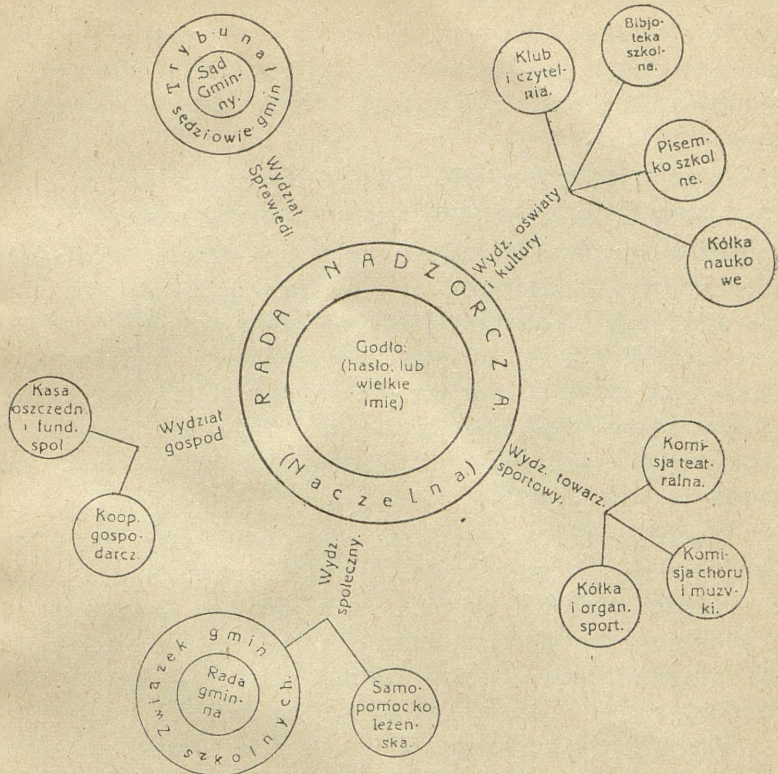 Trybunał
sędziowie gmin
Sąd
Gmin-
ny.
Wydział
Sprawiedl
Klub
i czytel-
nia.
Bibljo-
teka
szkol-
na.
Pisem-
ko szkol
ne.
Kółka
nauko
we
Wydz. oświaty
i kultury
RADA NADZORCZA.
(Naczelna.)
Godło:
(hasło, lub
wielkie
imię)
Kasa
oszczędn.
i fund.
społ
Wydział
gospod
Koop.
gospo-
darcz.
Wydz. towarz.
sportowy.
Komi-
sja teat-
ralna.
Komi-
sja chóru
i muzy-
ki.
Kółka
i organ.
sport.
Wydz.
społeczny.
Związek gmin
szkolnych.
Rada
gmin-
na
Samo-
pomoc ko
leżeń-
ska.